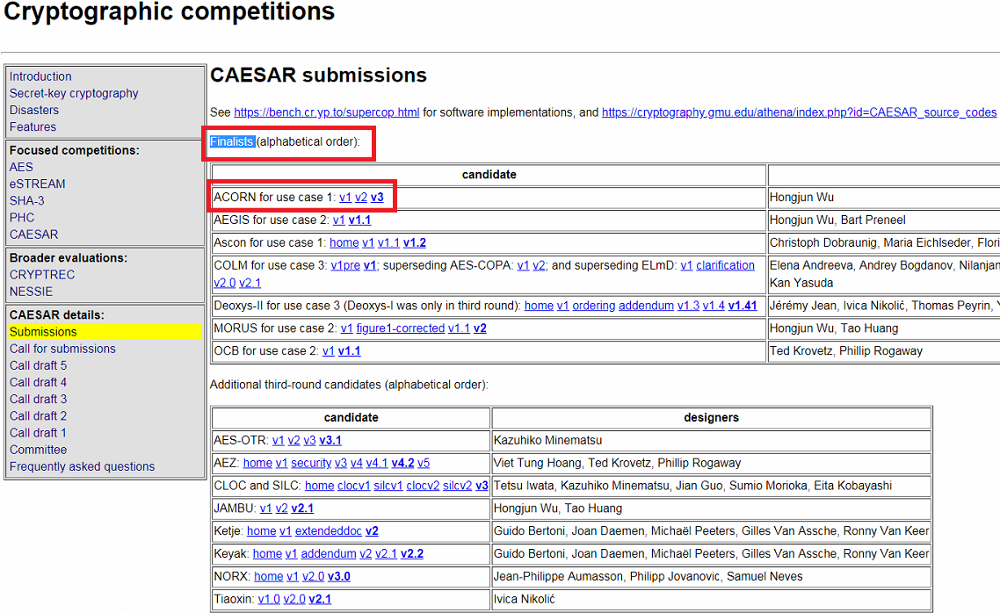 Cryptographic competitions
Introduction
Secret-key cryptography
Disasters
Features
Focused competitions:
AES
eSTREAM
SHA-3
PHC
CAESAR
Broader evaluations:
CRYPTREC
NESSIE
CAESAR details:
Submissions
Call for submissions
Call draft 5
Call draft 4
Call draft 3
Call draft 2
Call draft 1
Committee
Frequently asked questions
CAESAR submissions
See https://bench.cr.yp.to/supercop.html for software implementations, and https://cryptography.gmu.edu/athena/index.php?id=CAESAR_source_codes
Finalists (alphabetical order):
candidate
ACORN for use case 1: v1 v2 v3 Hongjun Wu
AEGIS for use case 2: v1 v1.1 Hongjun Wu, Bart Preneel
Ascon for use case 1: home v1 v1.1 v1.2 Christoph Dobraunig, Maria Eichlseder, Flori
COLM for use case 3: v1pre v1; superseding AES-COPA: v1 v2; and superseding ELmD: v1 clarification Elena Andreeva, Andrey Bogdanov, Nilanjan
v2.0 v2.1 Kan Yasuda
Deoxys-II for use case 3 (Deoxys-I was only in third round): home v1 ordering addendum v1.3 v1.4 v1.41 Jérémy Jean, Ivica Nikolić, Thomas Peyrin, Y
MORUS for use case 2: v1 figure1-corrected v1.1 v2 Hongjun Wu, Tao Huang
OCB for use case 2: v1 v1.1 Ted Krovetz, Phillip Rogaway
Additional third-round candidates (alphabetical order):
candidate designers
AES-OTR: v1 v2 v3 v3.1 Kazuhiko Minematsu
AEZ: home v1 security v3 v4 v4.1 v4.2 v5 Viet Tung Hoang, Ted Krovetz, Phillip Rogaway
CLOC and SILC: home clocv1 silcv1 clocv2 silcv2 v3 Tetsu Iwata, Kazuhiko Minematsu, Jian Guo, Sumio Morioka, Eita Kobayashi
JAMBU: v1 v2 v2.1 Hongjun Wu, Tao Huang
Ketje: home v1 extendeddoc v2 Guido Bertoni, Joan Daemen, Michaël Peeters, Gilles Van Assche, Ronny Van Keer
Keyak: home v1 addendum v2 v2.1 v2.2 Guido Bertoni, Joan Daemen, Michaël Peeters, Gilles Van Assche, Ronny Van Keer
NORX: home v1 v2.0 v3.0 Jean-Philippe Aumasson, Philipp Jovanovic, Samuel Neves
Tiaoxin: v1.0 v2.0 v2.1 Ivica Nikolić